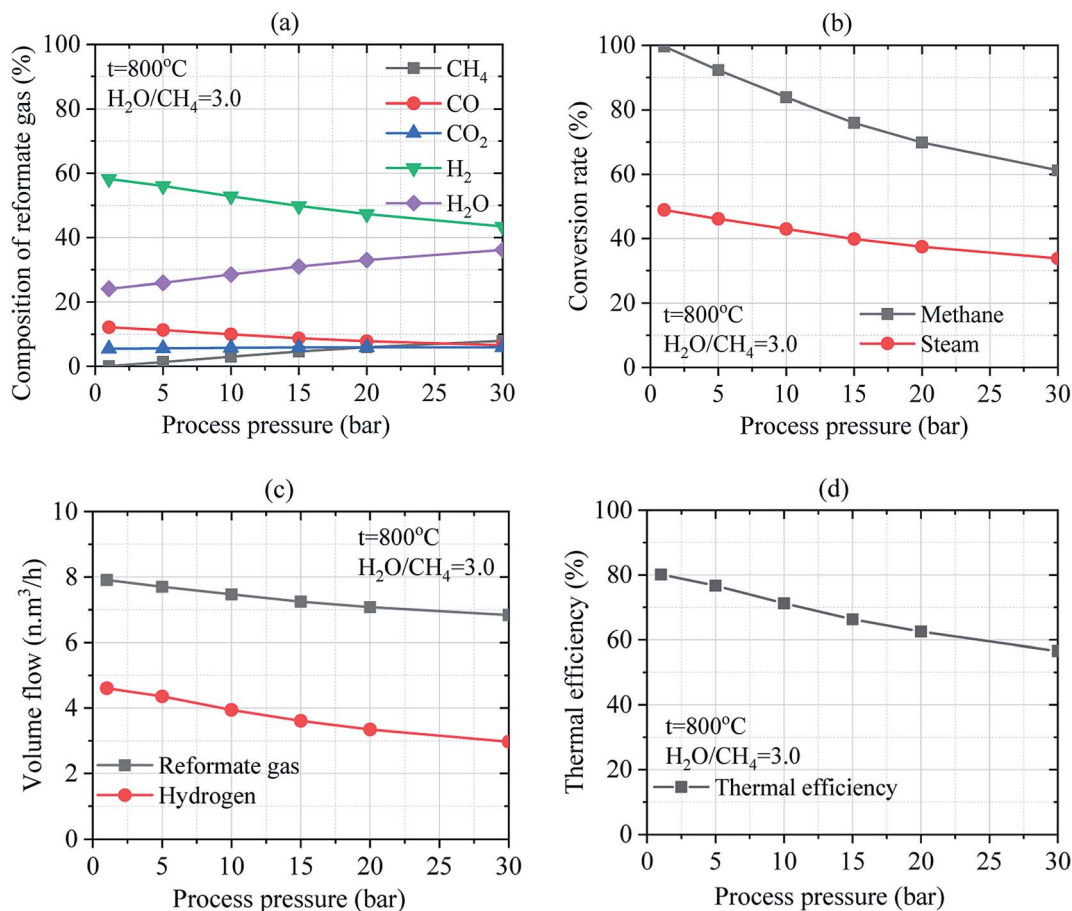 (a)
Composition of reformate gas (%)
100
80
60
40
20
0
t=800°C
H₂O/CH₄=3.0
CH₄
CO
CO₂
H₂
H₂O
0 5 10 15 20 25 30
Process pressure (bar)
(b)
Conversion rate (%)
100
80
60
40
20
0
t=800°C
H₂O/CH₄=3.0
Methane
Steam
0 5 10 15 20 25 30
Process pressure (bar)
(c)
Volume flow (n.m³/h)
10
8
6
4
2
0
t=800°C
H₂O/CH₄=3.0
Reformate gas
Hydrogen
0 5 10 15 20 25 30
Process pressure (bar)
(d)
Thermal efficiency (%)
100
80
60
40
20
0
t=800°C
H₂O/CH₄=3.0
Thermal efficiency
0 5 10 15 20 25 30
Process pressure (bar)